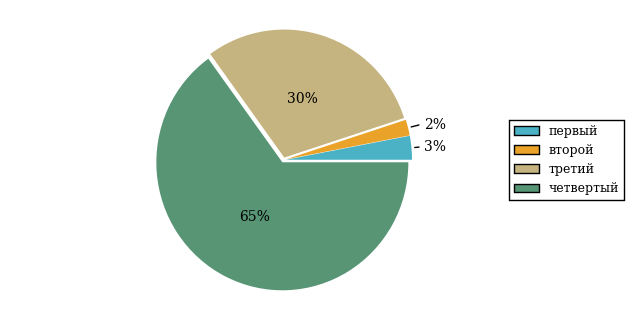 30%
2%
3%
65%
первый
второй
третий
четвертый